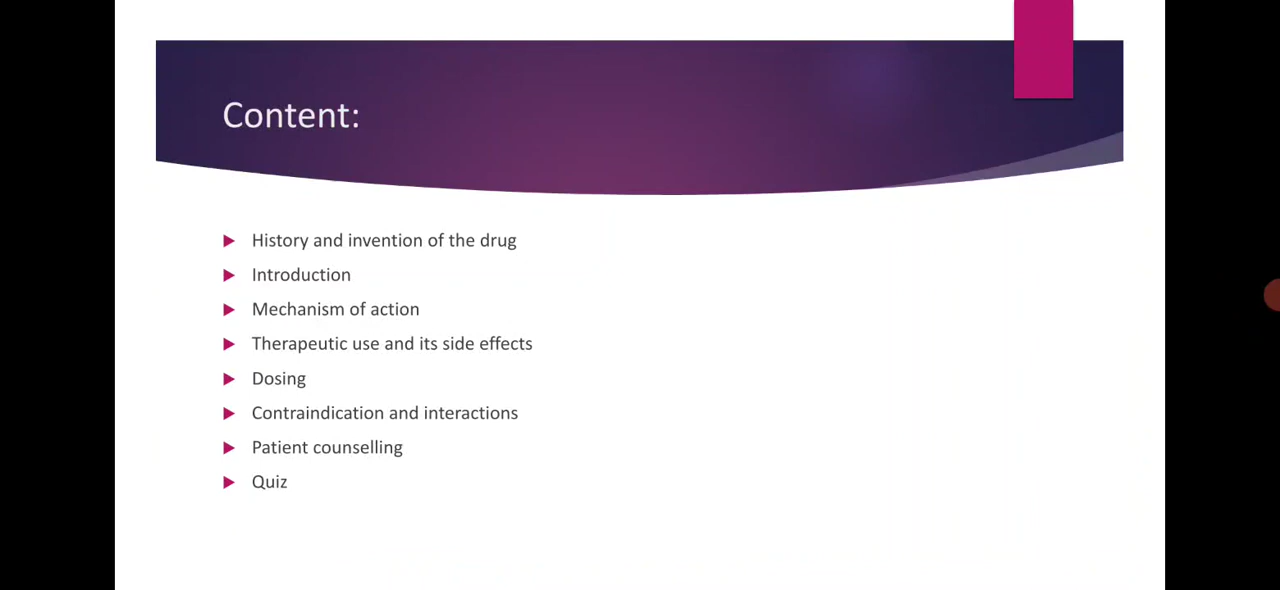 Content:
History and invention of the drug
Introduction
Mechanism of action
Therapeutic use and its side effects
Dosing
Contraindication and interactions
Patient counselling
Quiz